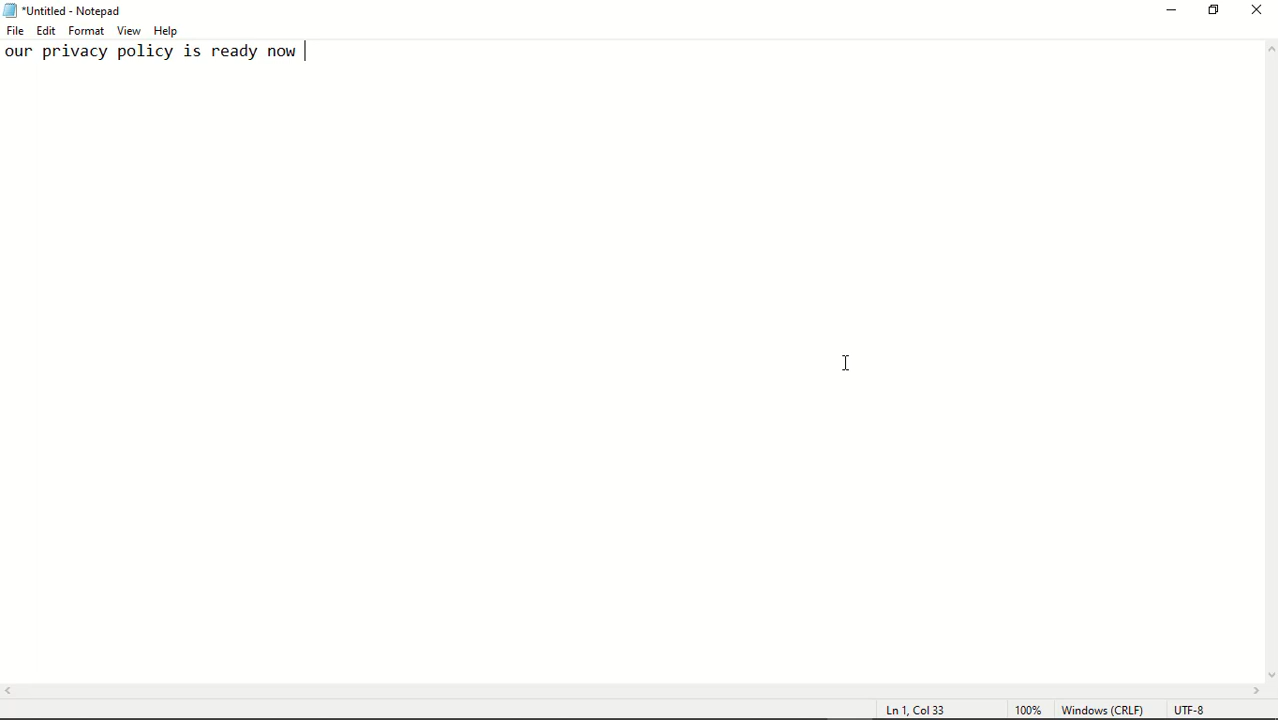 *Untitled - Notepad
File Edit Format View Help
our privacy policy is ready now
Ln 1, Col 33 100% Windows (CRLF) UTF-8